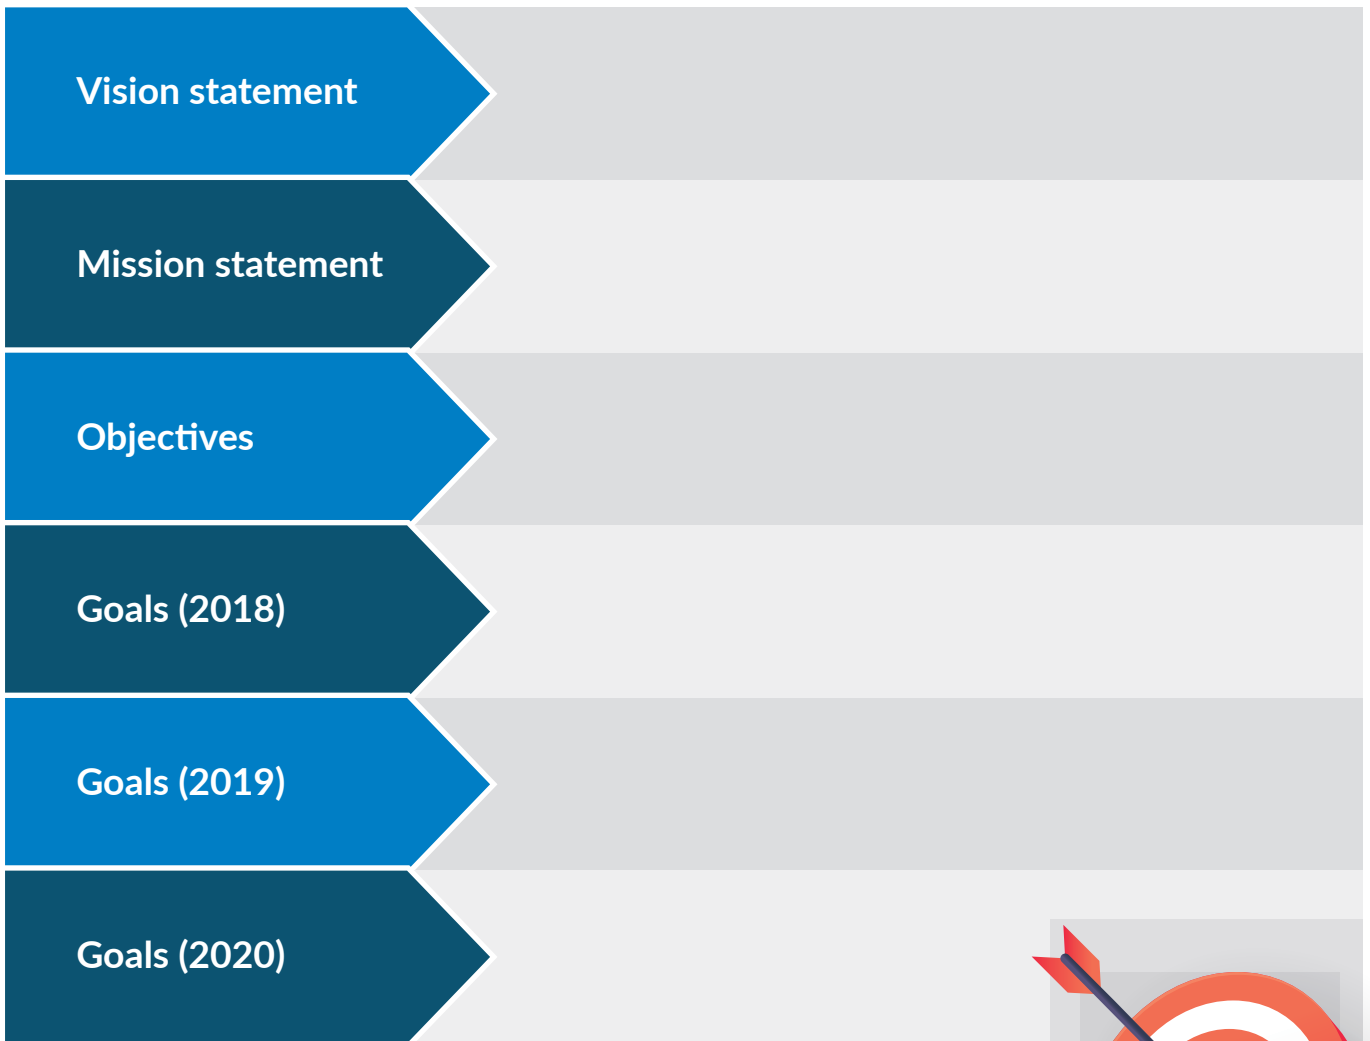 Vision statement
Mission statement
Objectives
Goals (2018)
Goals (2019)
Goals (2020)